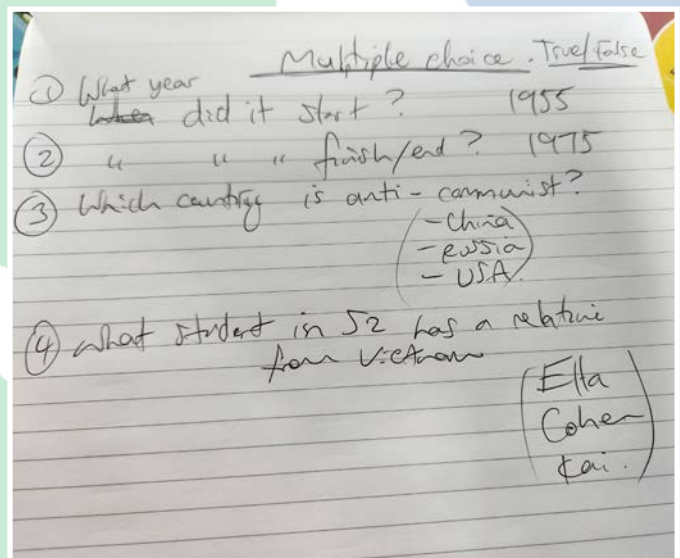 Multiple choice . True/False
① What year
when did it start? 1955
② " " " finish/end? 1975
③ Which country is anti-communist?
- China
- Russia
- USA
④ what student in S2 has a relative
from Vietnam
Ella
Cohen
Kai.